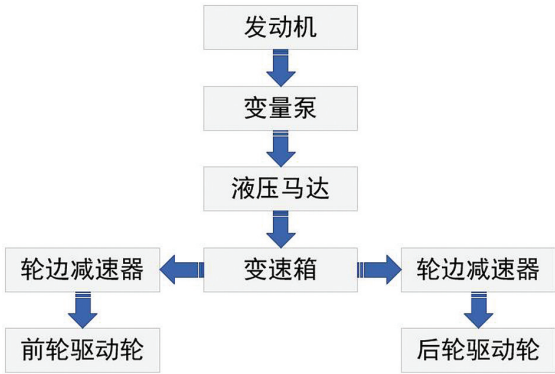 发动机
变量泵
液压马达
轮边减速器
变速箱
轮边减速器
前轮驱动轮
后轮驱动轮